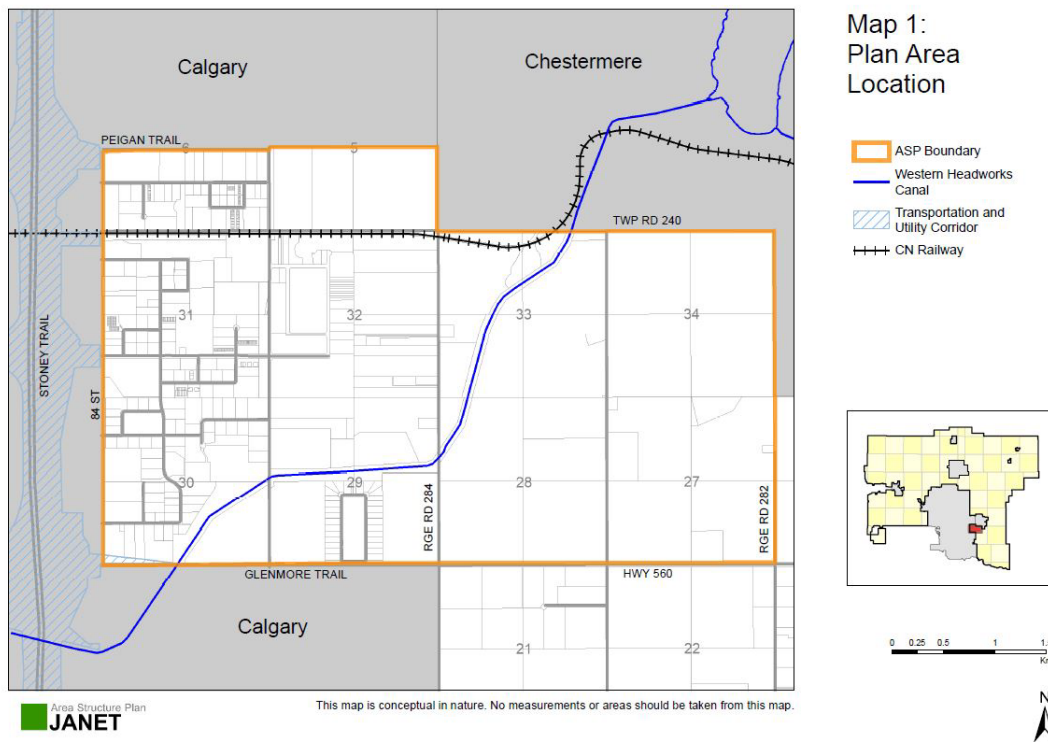 Map 1:
Plan Area
Location
Calgary
Chestermere
PEIGAN TRAIL
6
5
ASP Boundary
Western Headworks
Canal
Transportation and
Utility Corridor
CN Railway
TWP RD 240
31
32
33
34
STONEY TRAIL
84 ST
30
29
28
27
RGE RD 284
RGE RD 282
GLENMORE TRAIL
HWY 560
Calgary
21
22
0 0.25 0.5 1
N
Area Structure Plan
JANET
This map is conceptual in nature. No measurements or areas should be taken from this map.